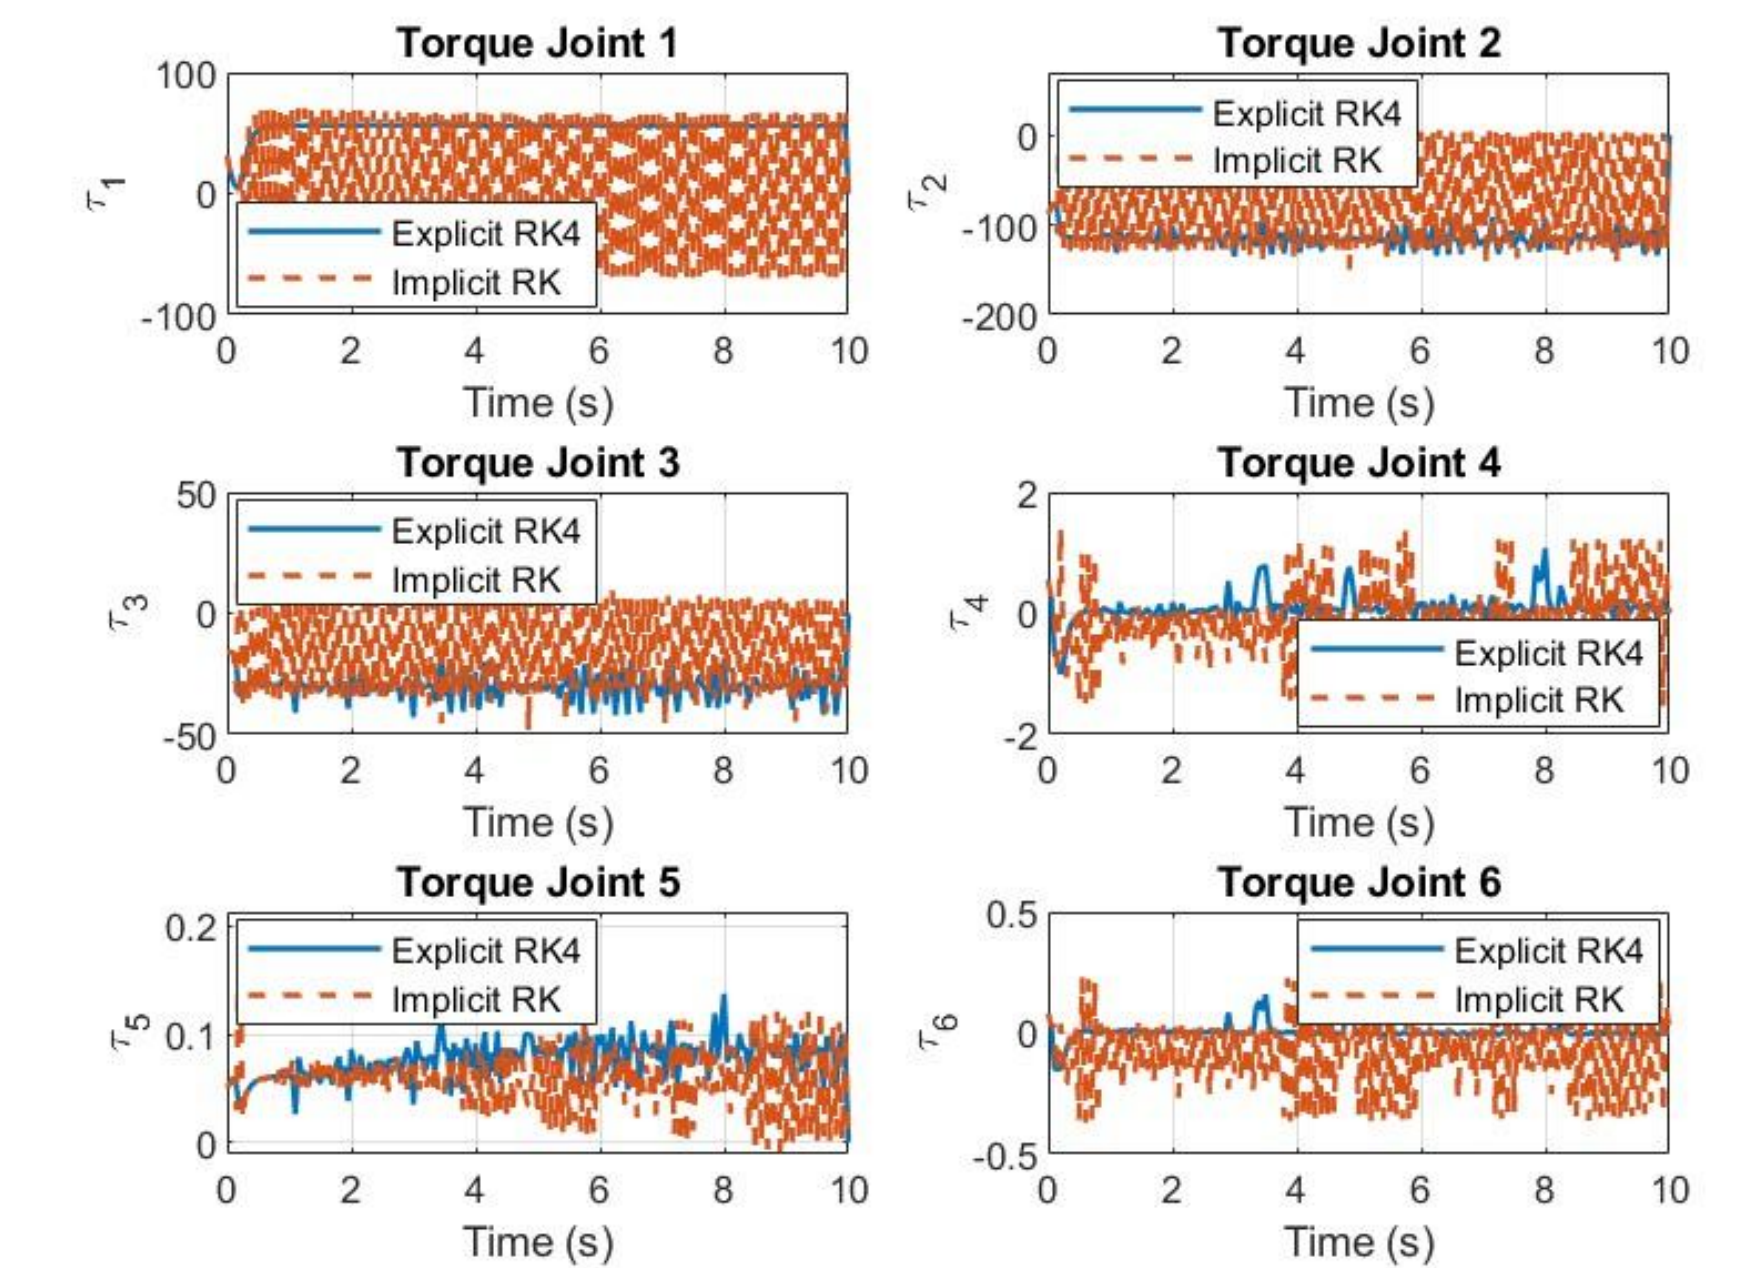 Torque Joint 1
100
0
-100
τ1
Explicit RK4
Implicit RK
0 2 4 6 8 10
Time (s)
Torque Joint 2
0
-100
-200
τ2
Explicit RK4
Implicit RK
0 2 4 6 8 10
Time (s)
Torque Joint 3
50
0
-50
τ3
Explicit RK4
Implicit RK
0 2 4 6 8 10
Time (s)
Torque Joint 4
2
0
-2
τ4
Explicit RK4
Implicit RK
0 2 4 6 8 10
Time (s)
Torque Joint 5
0.2
0.1
0
τ5
Explicit RK4
Implicit RK
0 2 4 6 8 10
Time (s)
Torque Joint 6
0.5
0
-0.5
τ6
Explicit RK4
Implicit RK
0 2 4 6 8 10
Time (s)